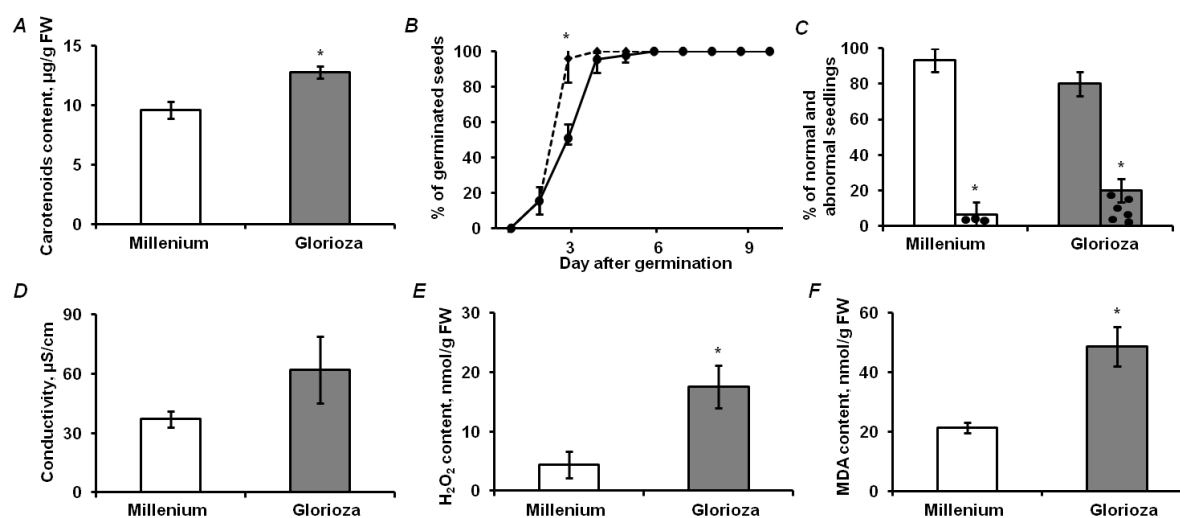 A
Carotenoids content, µg/g FW
15
10
5
0
*
Millenium
Glorioza
B
% of germinated seeds
100
80
60
40
20
0
*
3
6
9
Day after germination
C
% of normal and
abnormal seedlings
100
80
60
40
20
0
*
*
Millenium
Glorioza
D
Conductivity, µS/cm
90
60
30
0
Millenium
Glorioza
E
H₂O₂ content, nmol/g FW
30
20
10
0
*
Millenium
Glorioza
F
MDA content, nmol/g FW
60
40
20
0
*
Millenium
Glorioza